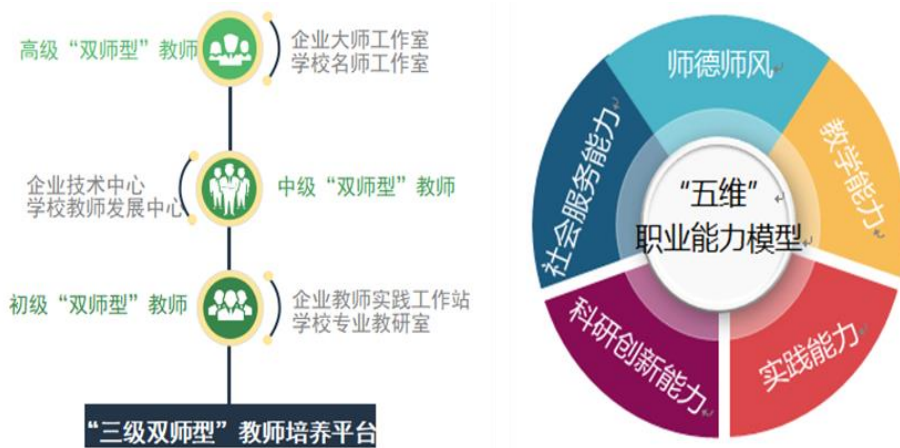 高级“双师型”教师
企业大师工作室
学校名师工作室
企业技术中心
学校教师发展中心
中级“双师型”教师
初级“双师型”教师
企业教师实践工作站
学校专业教研室
“三级双师型”教师培养平台
师德师风
教学能力
实践能力
科研创新能力
社会服务能力
“五维”
职业能力模型